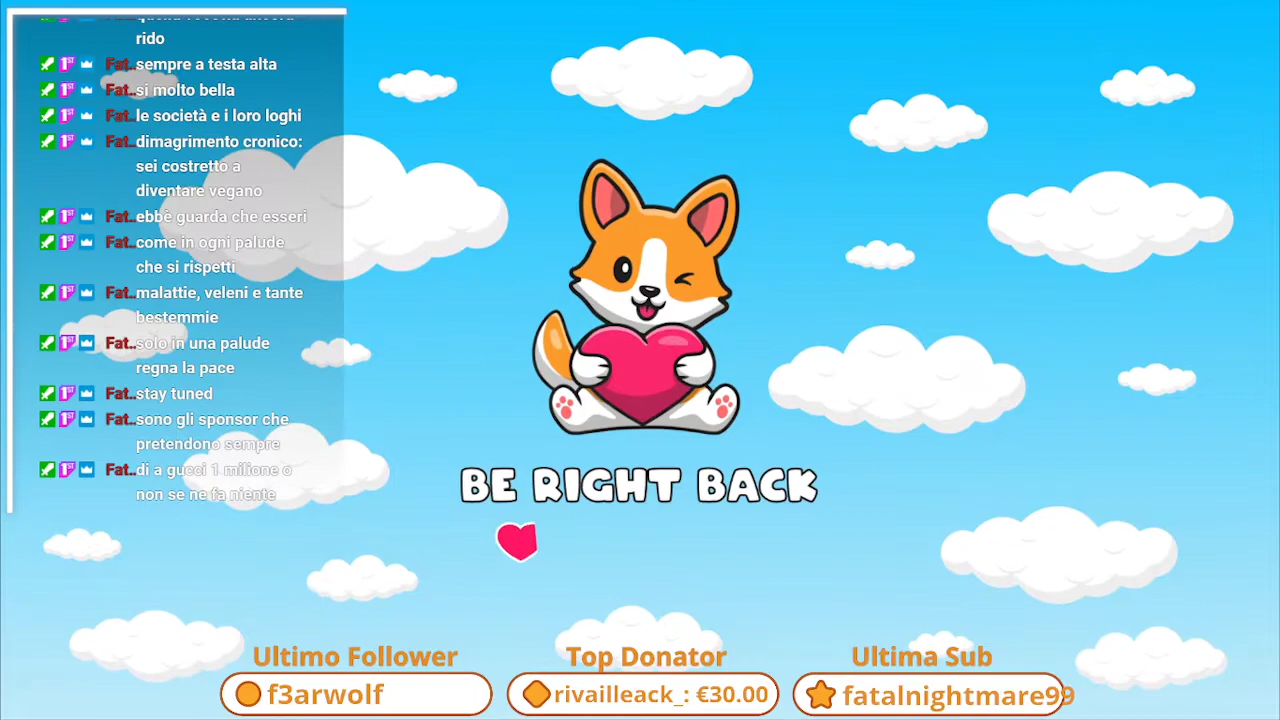 rido
Fat..sempre a testa alta
Fat..si molto bella
Fat..le società e i loro loghi
Fat..dimagrimento cronico:
sei costretto a
diventare vegano
Fat..ebbè guarda che esseri
Fat..come in ogni palude
che si rispetti
Fat..malattie, veleni e tante
bestemmie
Fat..solo in una palude
regna la pace
Fat..stay tuned
Fat..sono gli sponsor che
pretendono sempre
Fat..di a gucci 1 milione o
non se ne fa niente
BE RIGHT BACK
Ultimo Follower
f3arwolf
Top Donator
rivailleack_: €30.00
Ultima Sub
fatalnightmare99